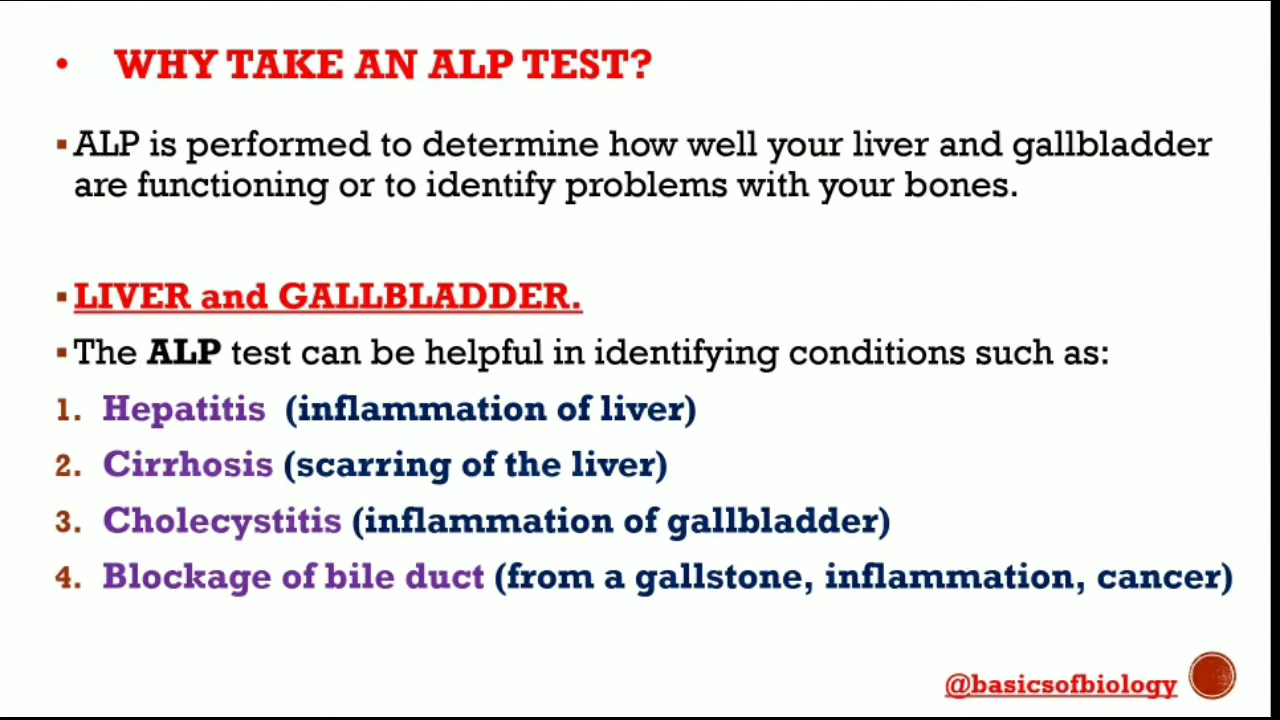 • WHY TAKE AN ALP TEST?
▪ ALP is performed to determine how well your liver and gallbladder
are functioning or to identify problems with your bones.
▪ LIVER and GALLBLADDER.
▪ The ALP test can be helpful in identifying conditions such as:
1. Hepatitis (inflammation of liver)
2. Cirrhosis (scarring of the liver)
3. Cholecystitis (inflammation of gallbladder)
4. Blockage of bile duct (from a gallstone, inflammation, cancer)
@basicsofbiology